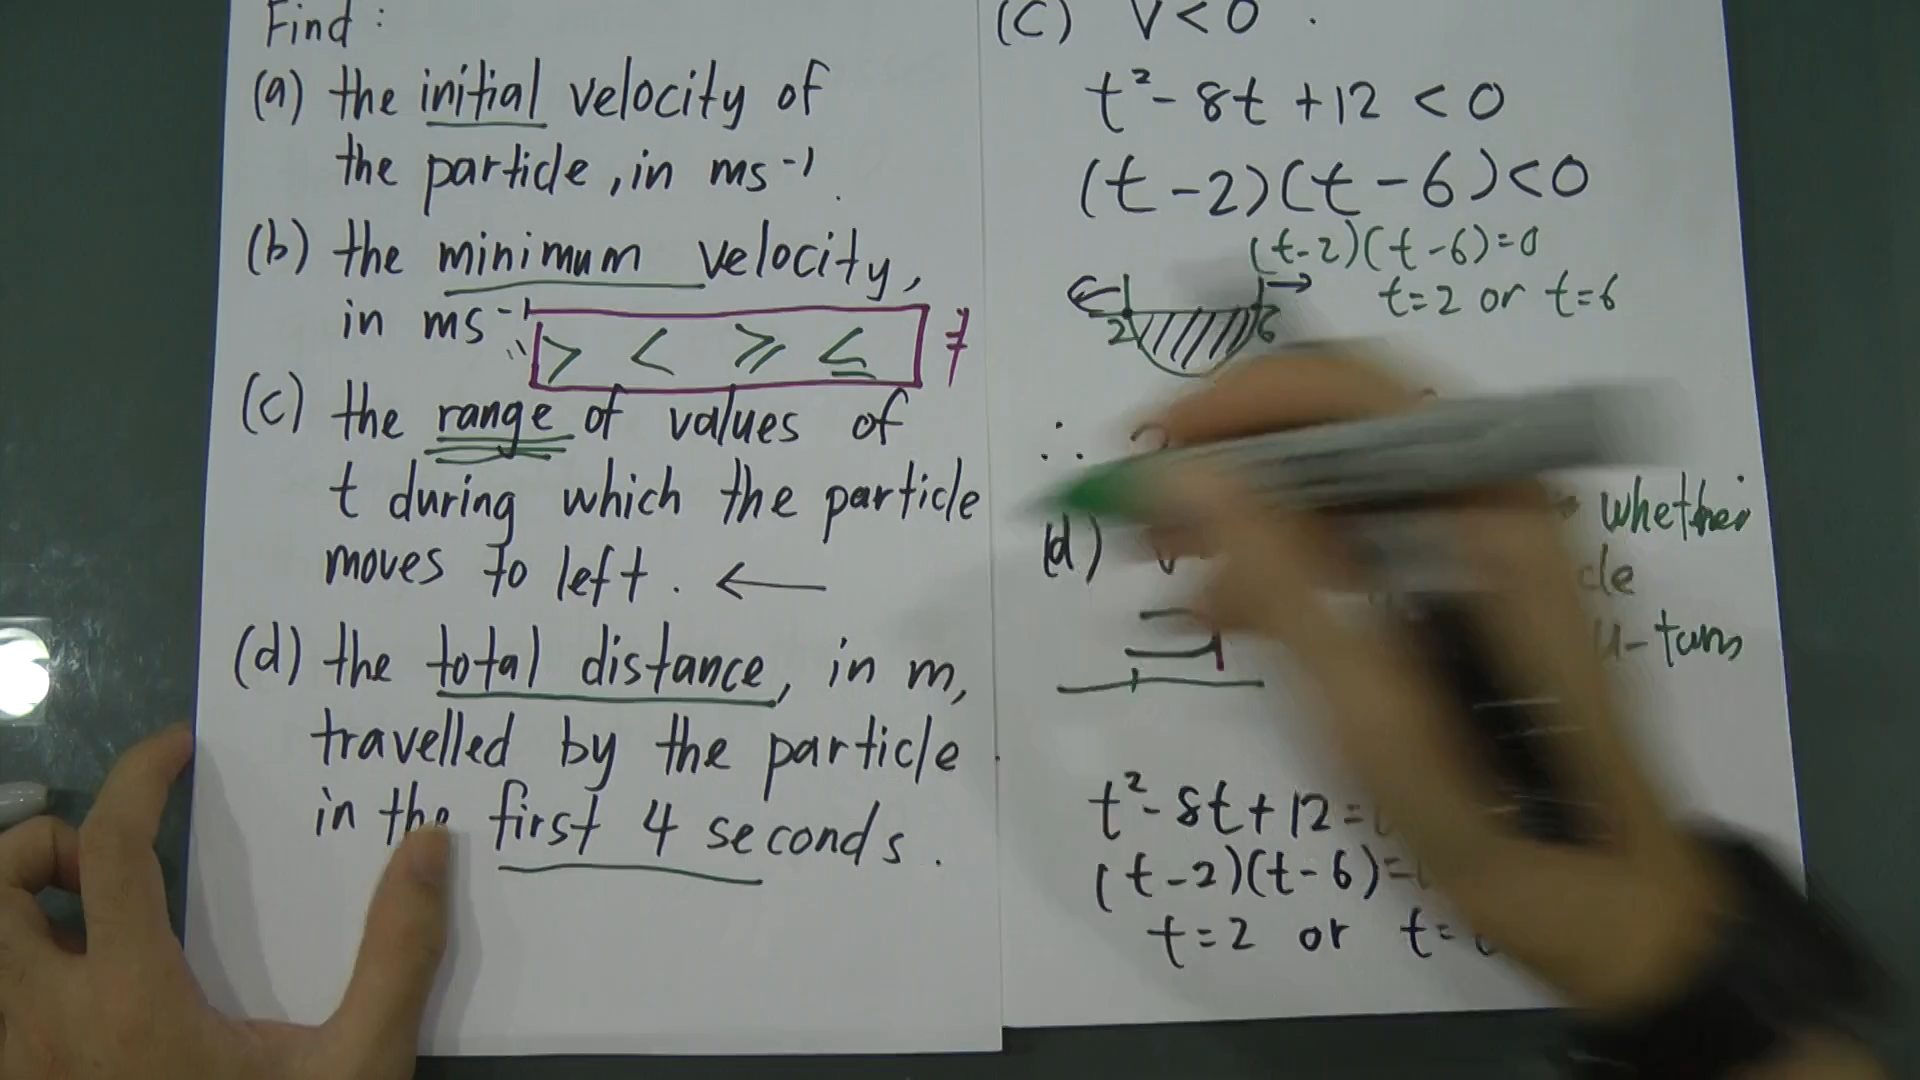 Find :
(a) the initial velocity of
the particle, in ms⁻¹.
(b) the minimum velocity,
in ms⁻¹
> < ⩾ ≤
(c) the range of values of
t during which the particle
moves to left. ←
(d) the total distance, in m,
travelled by the particle
in the first 4 seconds.
(c) V < 0 .
t² - 8t + 12 < 0
(t - 2)(t - 6) < 0
(t-2)(t-6)=0
t=2 or t=6
2 6
∴ 2
(d) V
whether
u-turn
t² - 8t + 12 =
(t-2)(t-6)=
t=2 or t=